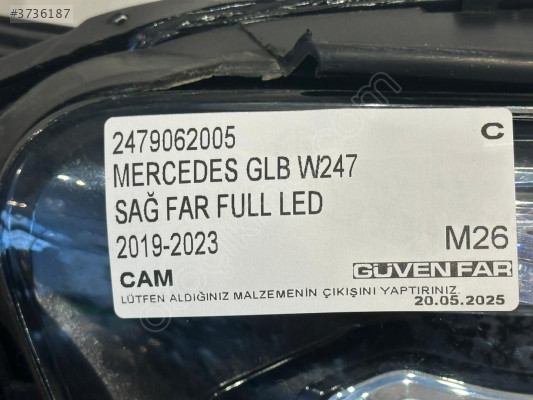 #3736187
2479062005
C
MERCEDES GLB W247
SAĞ FAR FULL LED
2019-2023
M26
CAM
GÜVEN FAR
LÜTFEN ALDIĞINIZ MALZEMENİN ÇIKIŞINI YAPTIRINIZ.
20.05.2025